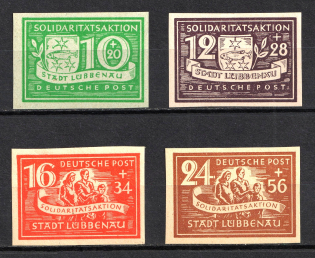 SOLIDARITÄTSAKTION
10 + 20
STADT LÜBBENAU
DEUTSCHE POST
SOLIDARITÄTSAKTION
12 + 28
STADT LÜBBENAU
DEUTSCHE POST
DEUTSCHE POST
16 + 34
SOLIDARITÄTSAKTION
STADT LÜBBENAU
DEUTSCHE POST
24 + 56
SOLIDARITÄTSAKTION
STADT LÜBBENAU